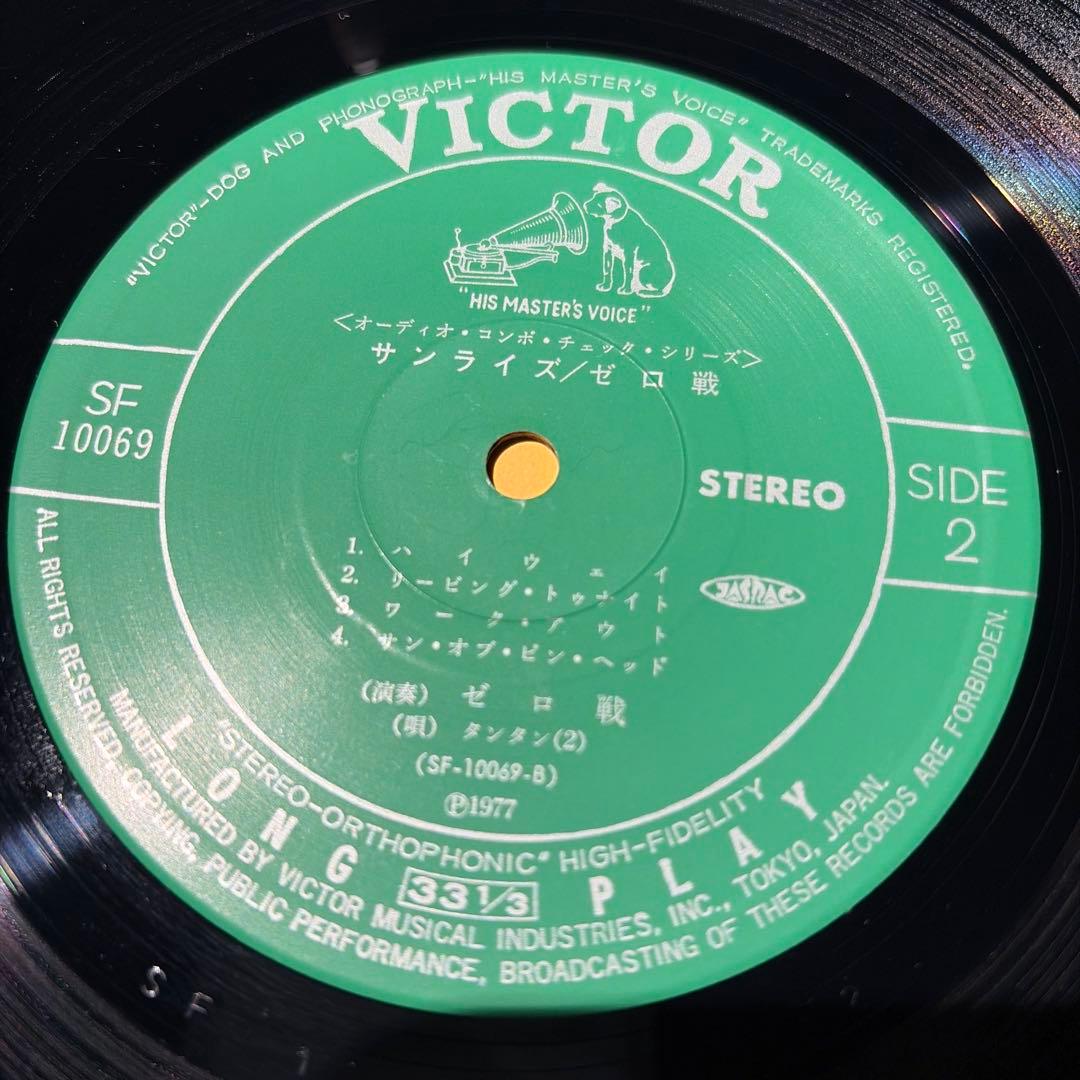 "VICTOR"-DOG AND PHONOGRAPH-"HIS MASTER'S VOICE" TRADEMARKS REGISTERED.
VICTOR
"HIS MASTER'S VOICE"
<オーディオ・コンポ・チェック・シリーズ>
サンライズ/ゼロ戦
SF
10069
STEREO
SIDE
2
JASRAC
1. ハイウェイ
2. リービング・トゥナイト
3. ワーク・アウト
4. サン・オブ・ピン・ヘッド
(演奏) ゼロ戦
(唄) タンタン(2)
(SF-10069-B)
Ⓟ1977
"STEREO-ORTHOPHONIC" HIGH-FIDELITY
LONG 33 1/3 PLAY
MANUFACTURED BY VICTOR MUSICAL INDUSTRIES, INC., TOKYO, JAPAN.
ALL RIGHTS RESERVED, COPYING, PUBLIC PERFORMANCE, BROADCASTING OF THESE RECORDS ARE FORBIDDEN.
S F
1